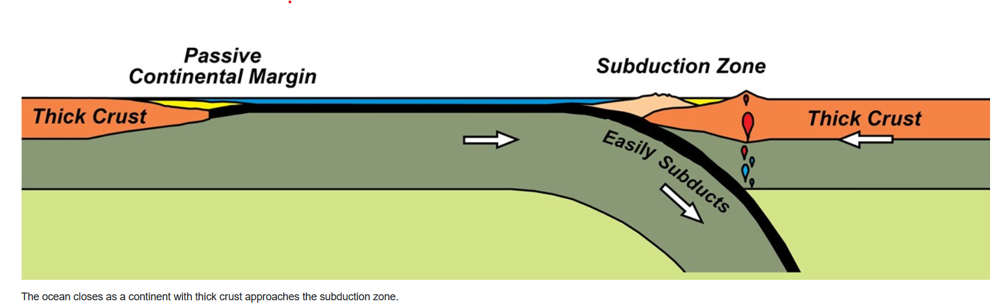 Passive
Continental Margin
Subduction Zone
Thick Crust
Thick Crust
Easily Subducts
The ocean closes as a continent with thick crust approaches the subduction zone.